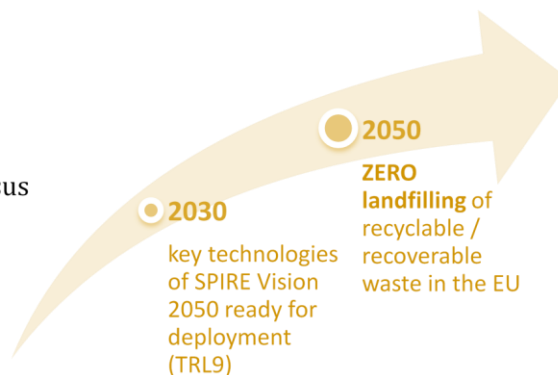 sus
2030
key technologies
of SPIRE Vision
2050 ready for
deployment
(TRL9)
2050
ZERO
landfilling of
recyclable /
recoverable
waste in the EU